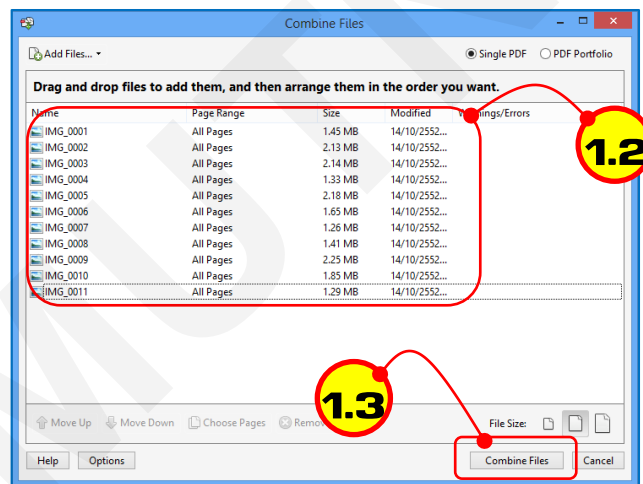 Combine Files
Add Files... Single PDF PDF Portfolio
Drag and drop files to add them, and then arrange them in the order you want.
Name Page Range Size Modified Warnings/Errors
IMG_0001 All Pages 1.45 MB 14/10/2552...
IMG_0002 All Pages 2.13 MB 14/10/2552...
IMG_0003 All Pages 2.14 MB 14/10/2552...
IMG_0004 All Pages 1.33 MB 14/10/2552...
IMG_0005 All Pages 2.18 MB 14/10/2552...
IMG_0006 All Pages 1.65 MB 14/10/2552...
IMG_0007 All Pages 1.26 MB 14/10/2552...
IMG_0008 All Pages 1.41 MB 14/10/2552...
IMG_0009 All Pages 2.25 MB 14/10/2552...
IMG_0010 All Pages 1.85 MB 14/10/2552...
IMG_0011 All Pages 1.29 MB 14/10/2552...
1.2
1.3
Move Up Move Down Choose Pages Remov File Size:
Help Options Combine Files Cancel